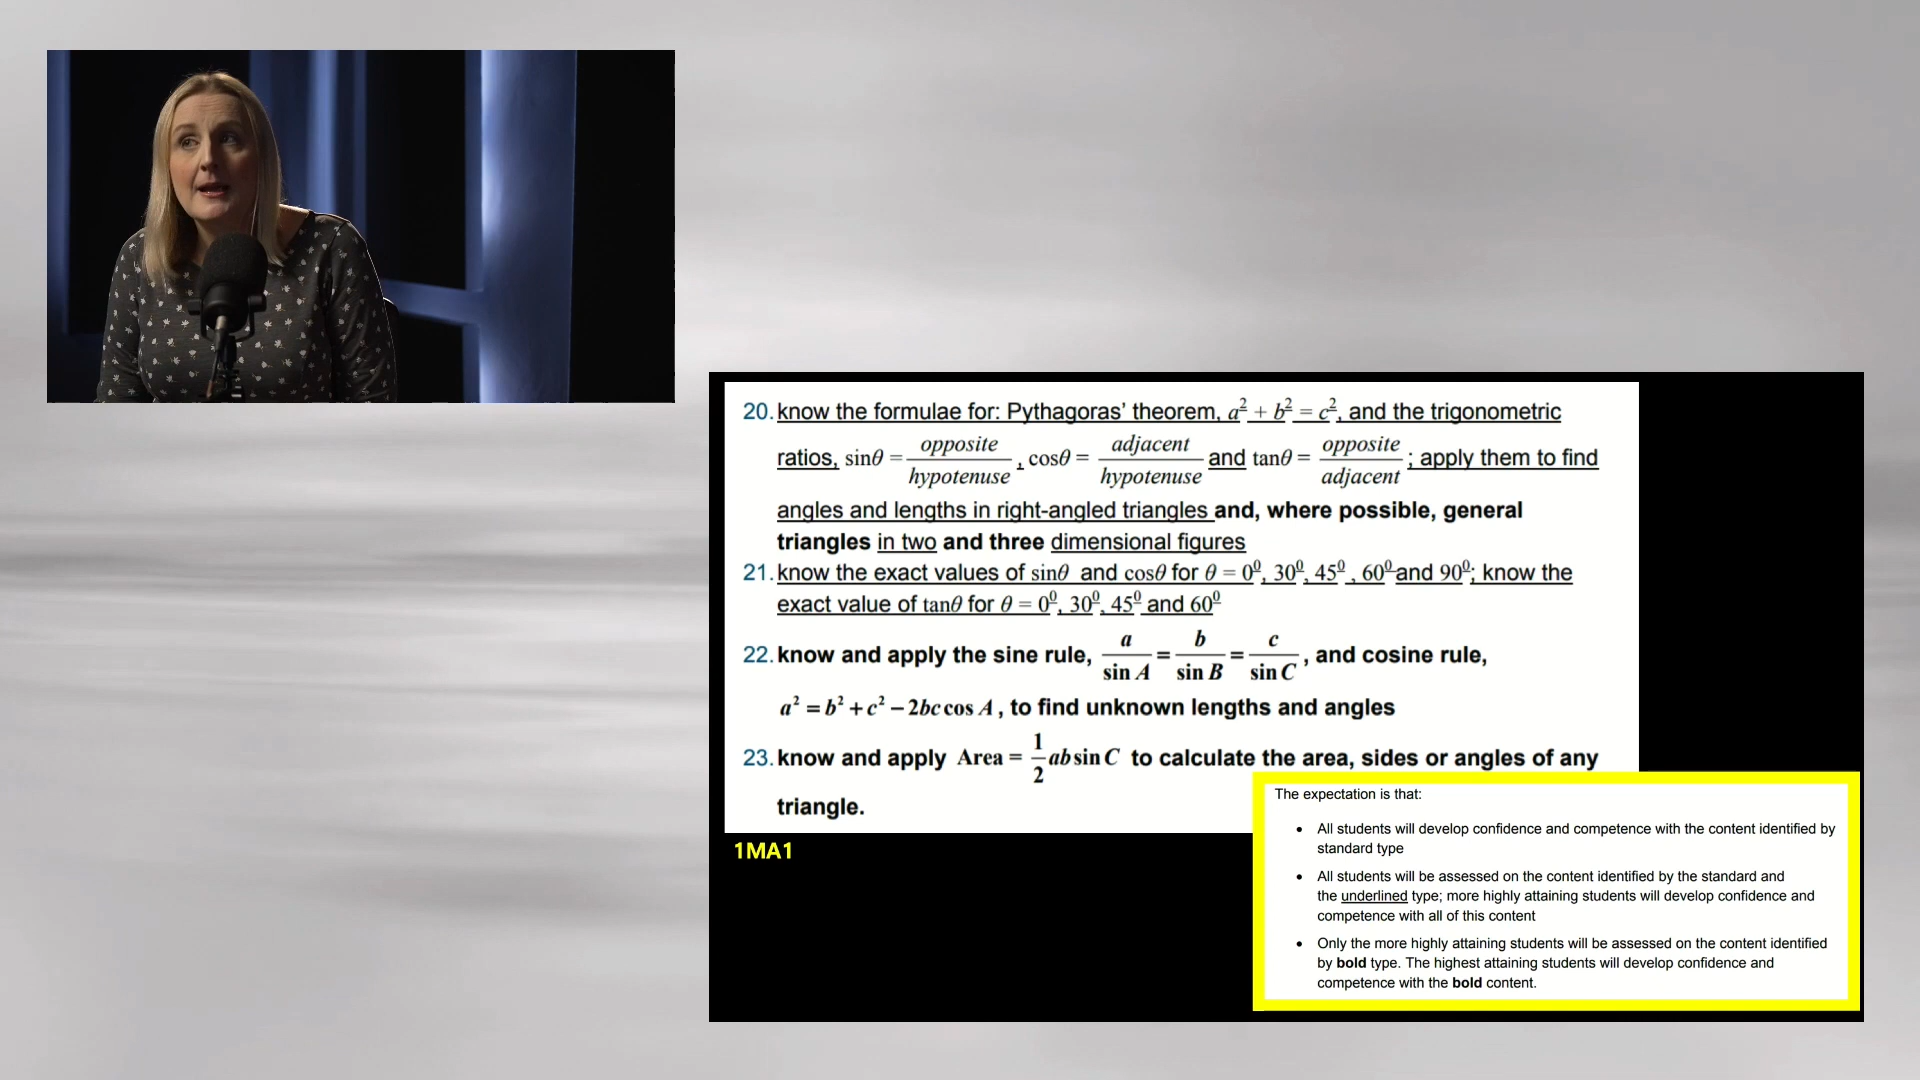 20. know the formulae for: Pythagoras’ theorem, a² + b² = c², and the trigonometric
ratios, sinθ = opposite/hypotenuse, cosθ = adjacent/hypotenuse and tanθ = opposite/adjacent; apply them to find
angles and lengths in right-angled triangles and, where possible, general
triangles in two and three dimensional figures
21. know the exact values of sinθ and cosθ for θ = 0⁰, 30⁰, 45⁰, 60⁰ and 90⁰; know the
exact value of tanθ for θ = 0⁰, 30⁰, 45⁰ and 60⁰
22. know and apply the sine rule, a/sin A = b/sin B = c/sin C, and cosine rule,
a² = b² + c² – 2bc cos A, to find unknown lengths and angles
23. know and apply Area = 1/2 ab sin C to calculate the area, sides or angles of any
triangle.
1MA1
The expectation is that:
• All students will develop confidence and competence with the content identified by
standard type
• All students will be assessed on the content identified by the standard and
the underlined type; more highly attaining students will develop confidence and
competence with all of this content
• Only the more highly attaining students will be assessed on the content identified
by bold type. The highest attaining students will develop confidence and
competence with the bold content.